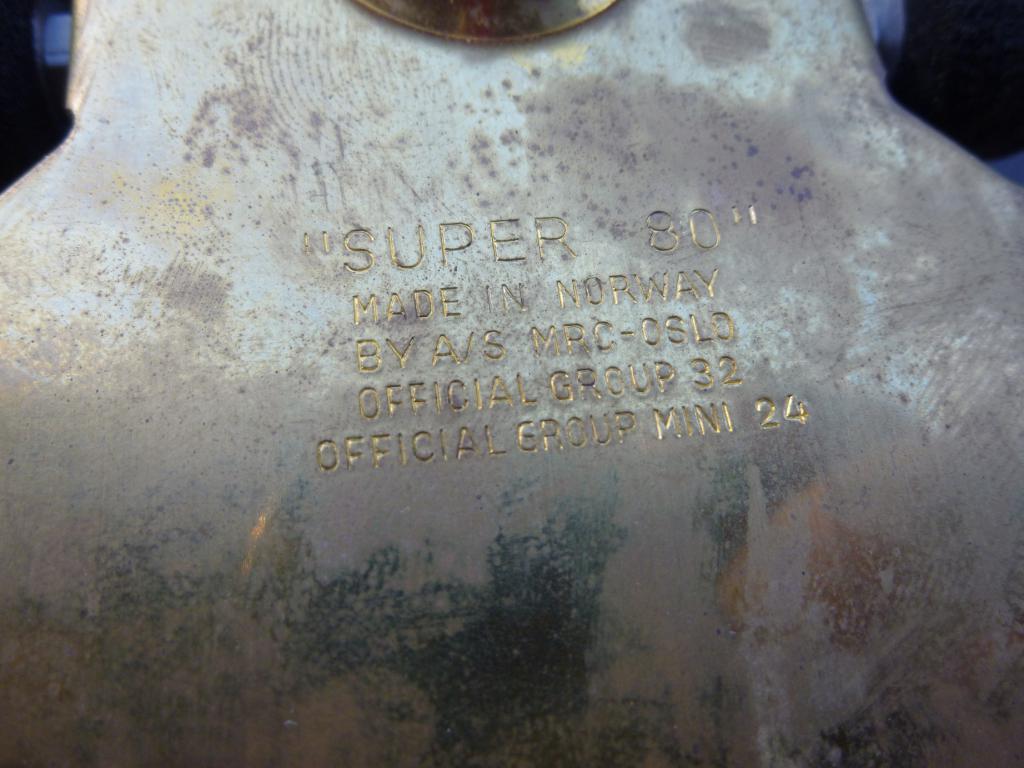 "SUPER 80"
MADE IN NORWAY
BY A/S MRC-OSLO
OFFICIAL GROUP 32
OFFICIAL GROUP MINI 24